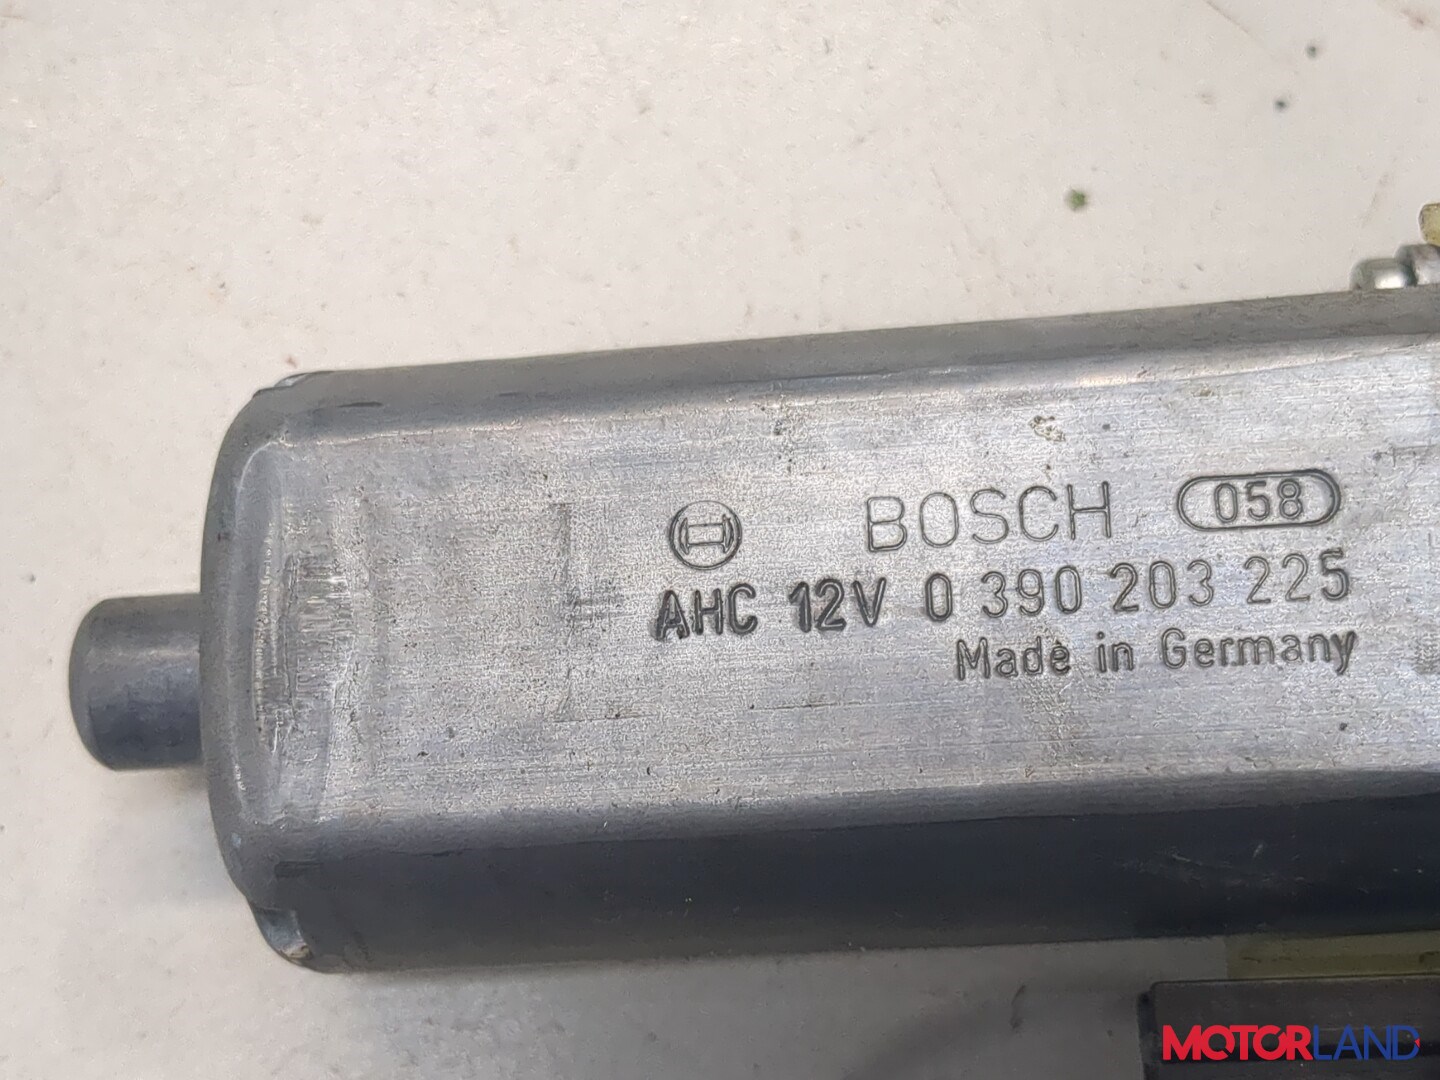 BOSCH 058
AHC 12V 0 390 203 225
Made in Germany
MOTORLAND